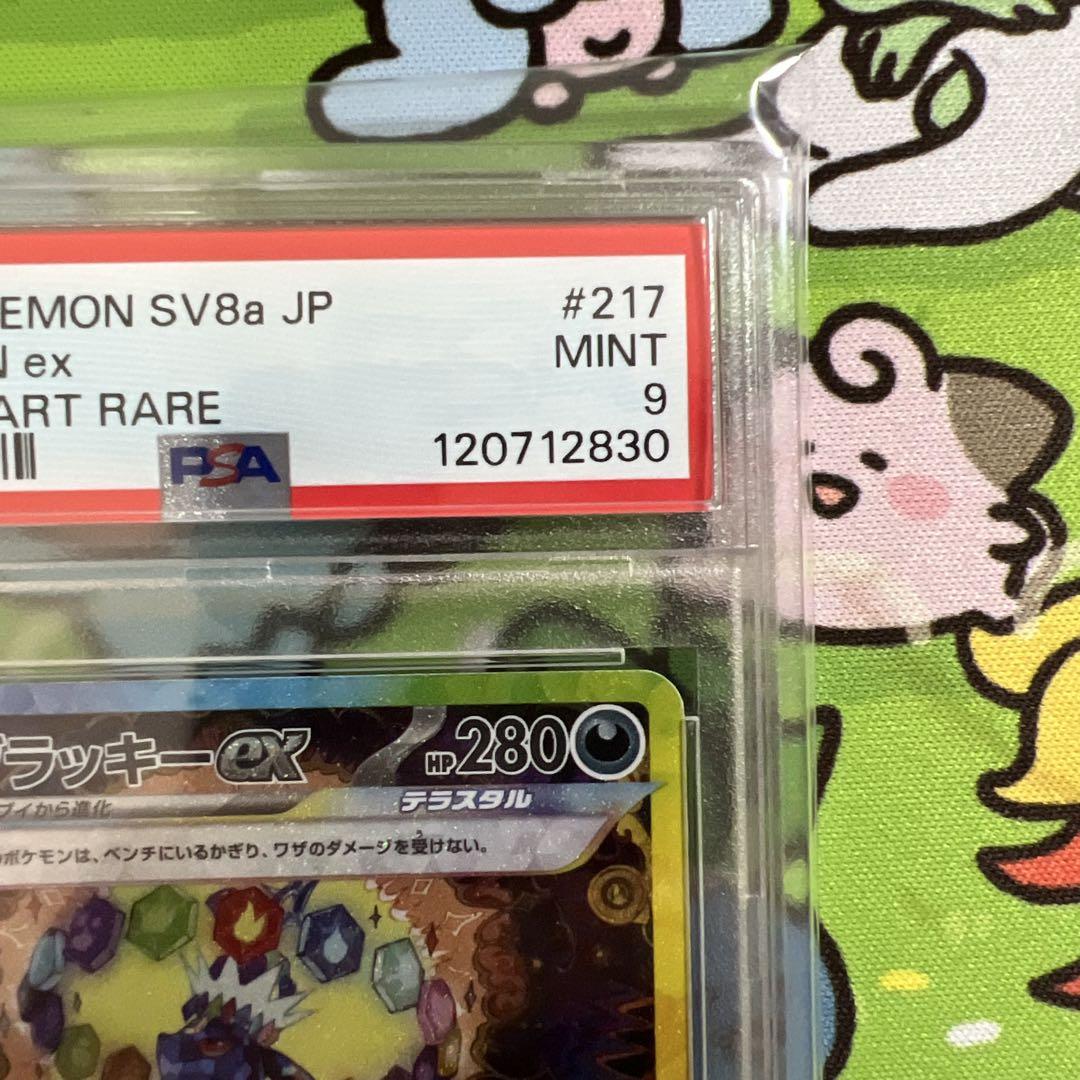 EMON SV8a JP #217
N ex MINT
ART RARE 9
PSA 120712830
ブラッキーex HP280
ブイから進化 テラスタル
のポケモンは、ベンチにいるかぎり、ワザのダメージを受けない。